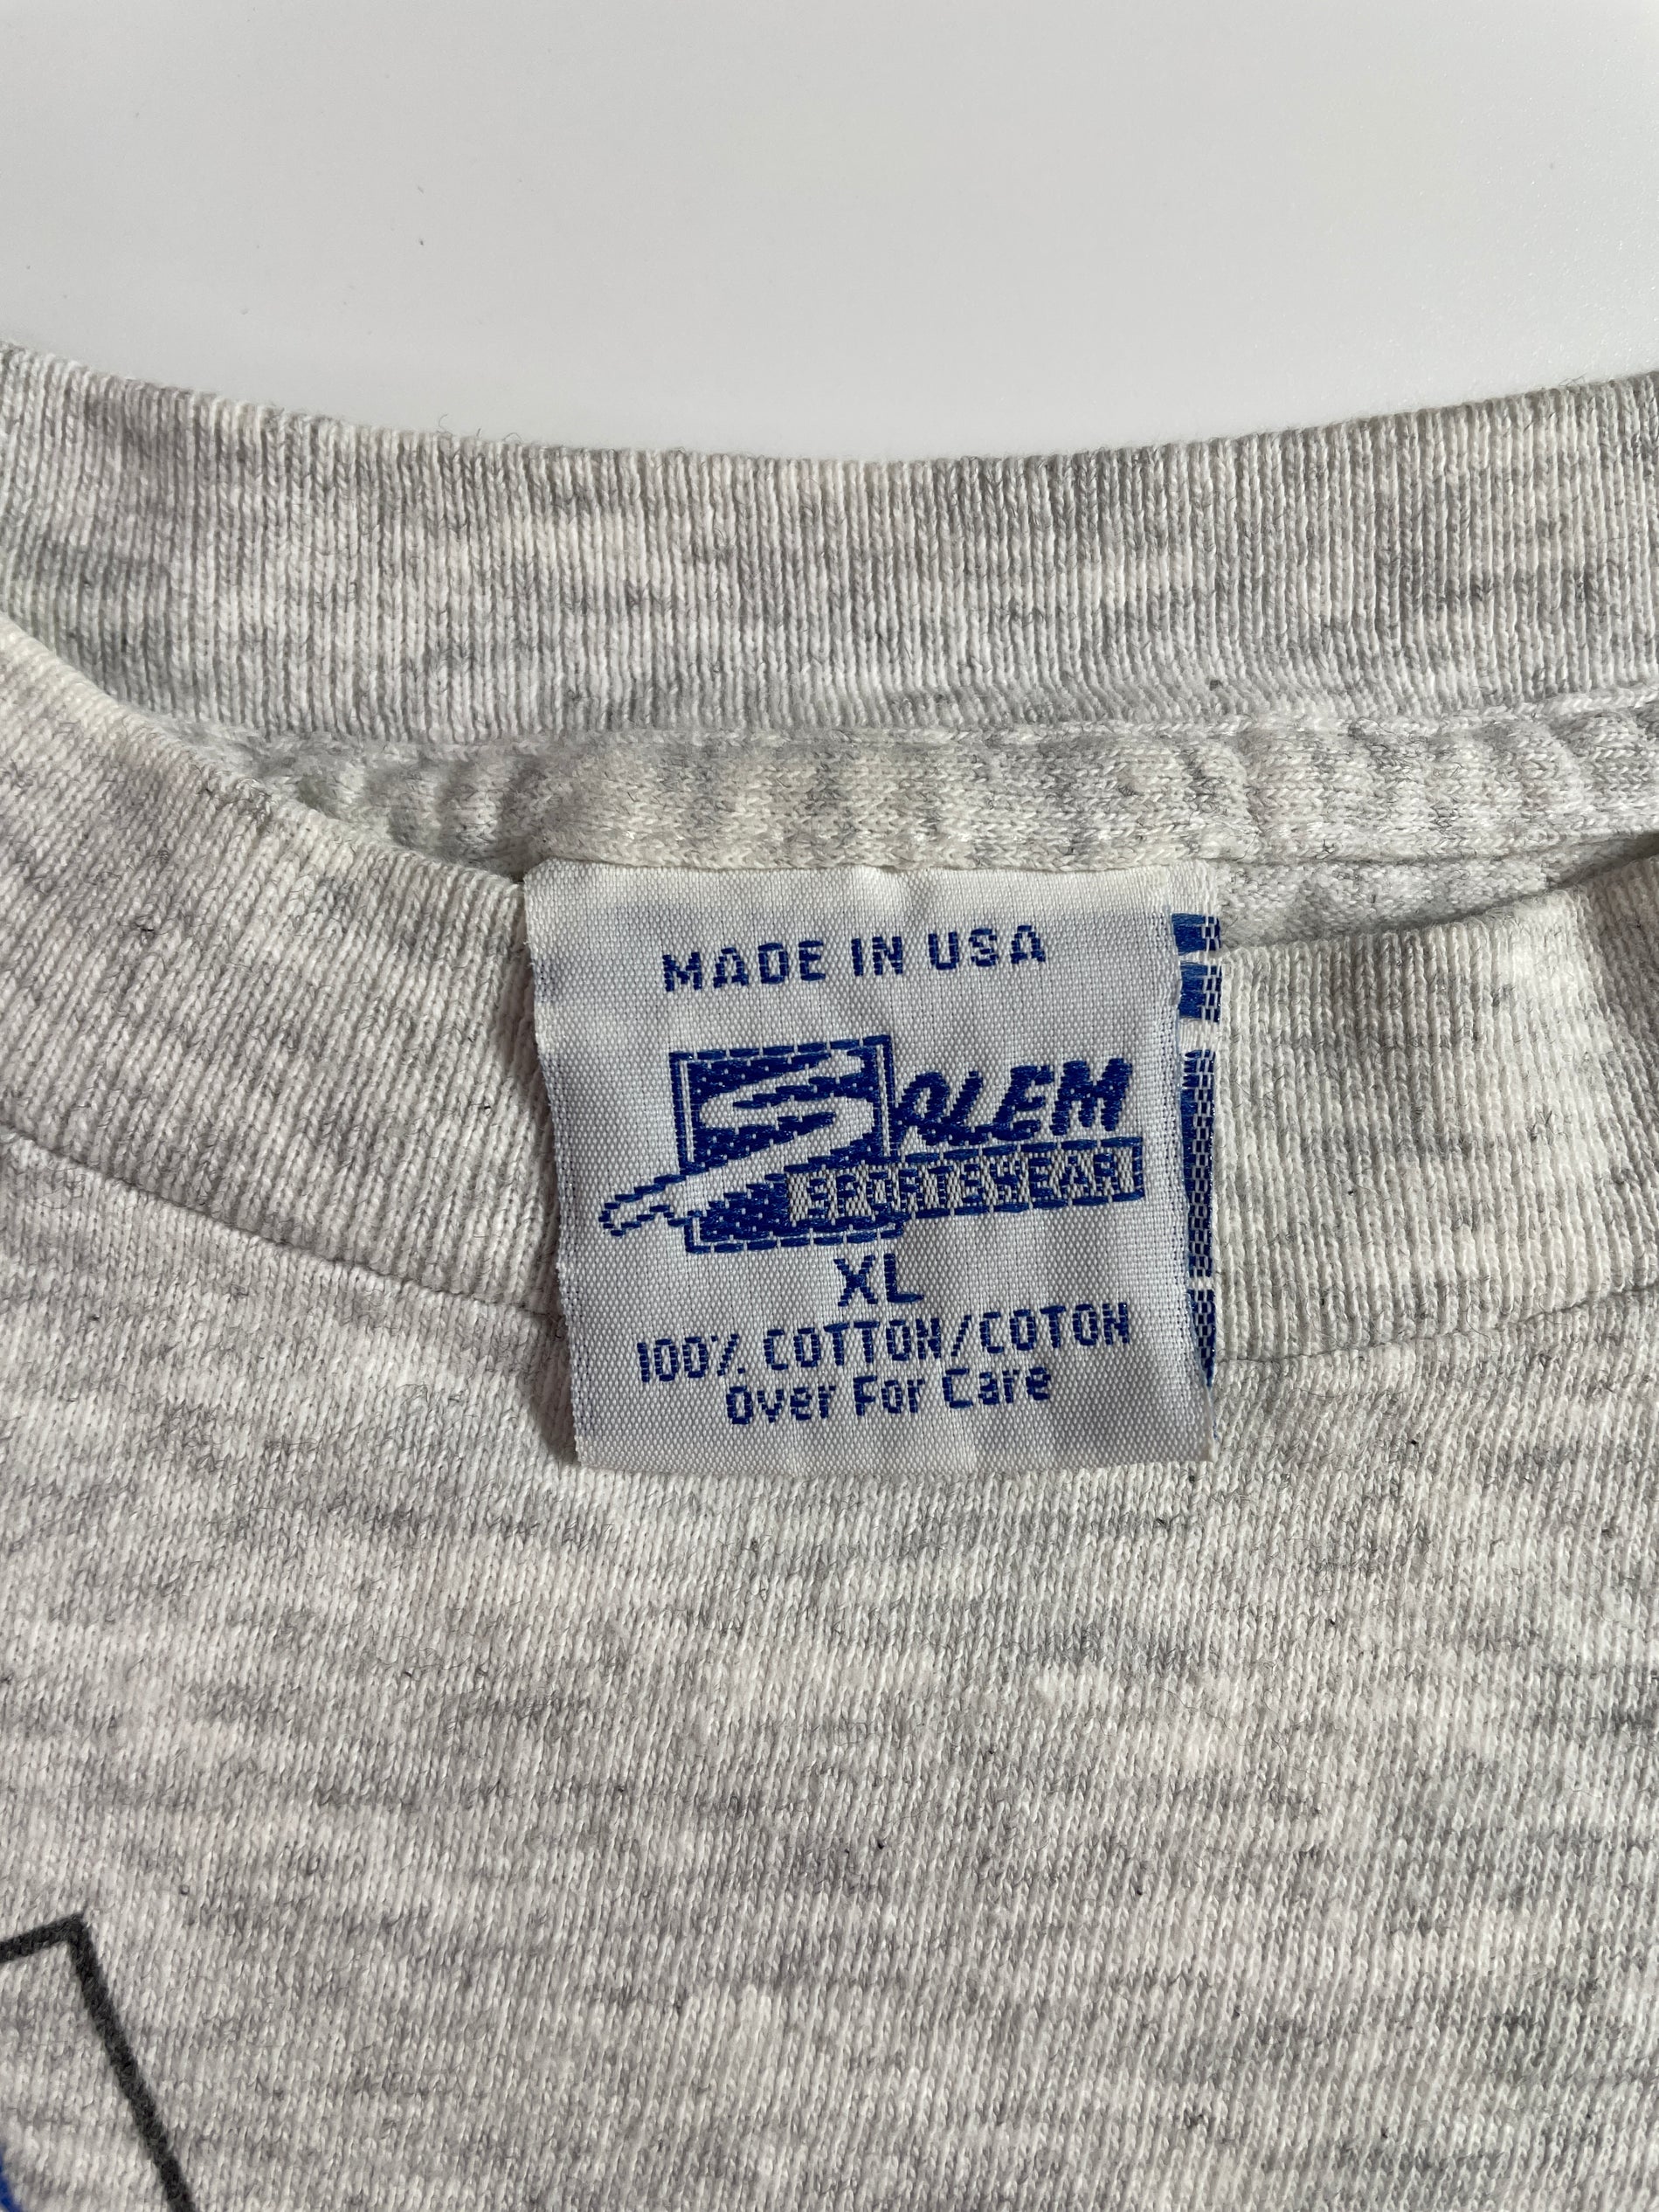 MADE IN USA
SALEM
SPORTSWEAR
XL
100% COTTON/COTON
Over For Care